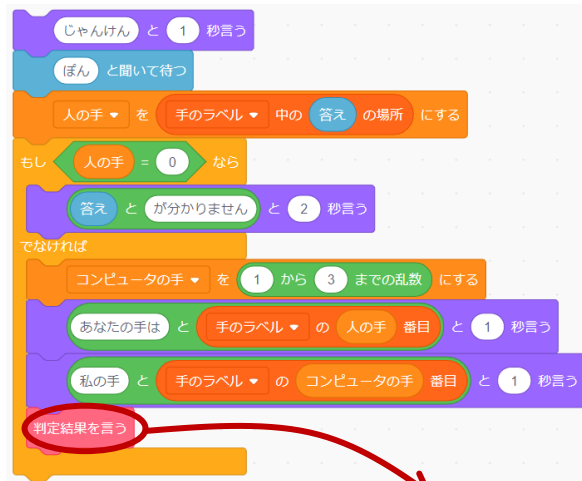 じゃんけん と 1 秒言う
ぽん と聞いて待つ
人の手 を 手のラベル 中の 答え の場所 にする
もし 人の手 = 0 なら
答え と が分かりません と 2 秒言う
でなければ
コンピュータの手 を 1 から 3 までの乱数 にする
あなたの手は と 手のラベル の 人の手 番目 と 1 秒言う
私の手 と 手のラベル の コンピュータの手 番目 と 1 秒言う
判定結果を言う